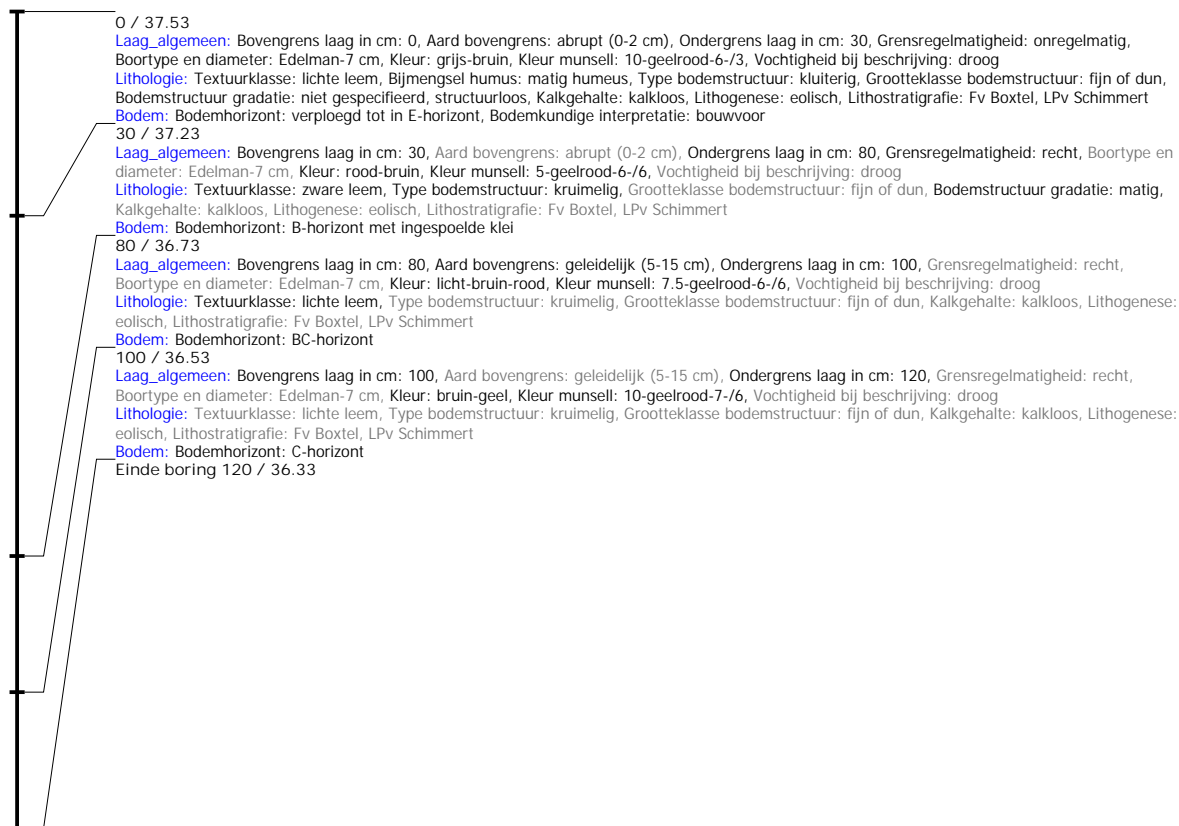 0 / 37.53
Laag_algemeen: Bovengrens laag in cm: 0, Aard bovengrens: abrupt (0-2 cm), Ondergrens laag in cm: 30, Grensregelmatigheid: onregelmatig,
Boortype en diameter: Edelman-7 cm, Kleur: grijs-bruin, Kleur munsell: 10-geelrood-6-/3, Vochtigheid bij beschrijving: droog
Lithologie: Textuurklasse: lichte leem, Bijmengsel humus: matig humeus, Type bodemstructuur: kluiterig, Grootteklasse bodemstructuur: fijn of dun,
Bodemstructuur gradatie: niet gespecifieerd, structuurloos, Kalkgehalte: kalkloos, Lithogenese: eolisch, Lithostratigrafie: Fv Boxtel, LPv Schimmert
Bodem: Bodemhorizont: verploegd tot in E-horizont, Bodemkundige interpretatie: bouwvoor
30 / 37.23
Laag_algemeen: Bovengrens laag in cm: 30, Aard bovengrens: abrupt (0-2 cm), Ondergrens laag in cm: 80, Grensregelmatigheid: recht, Boortype en
diameter: Edelman-7 cm, Kleur: rood-bruin, Kleur munsell: 5-geelrood-6-/6, Vochtigheid bij beschrijving: droog
Lithologie: Textuurklasse: zware leem, Type bodemstructuur: kruimelig, Grootteklasse bodemstructuur: fijn of dun, Bodemstructuur gradatie: matig,
Kalkgehalte: kalkloos, Lithogenese: eolisch, Lithostratigrafie: Fv Boxtel, LPv Schimmert
Bodem: Bodemhorizont: B-horizont met ingespoelde klei
80 / 36.73
Laag_algemeen: Bovengrens laag in cm: 80, Aard bovengrens: geleidelijk (5-15 cm), Ondergrens laag in cm: 100, Grensregelmatigheid: recht,
Boortype en diameter: Edelman-7 cm, Kleur: licht-bruin-rood, Kleur munsell: 7.5-geelrood-6-/6, Vochtigheid bij beschrijving: droog
Lithologie: Textuurklasse: lichte leem, Type bodemstructuur: kruimelig, Grootteklasse bodemstructuur: fijn of dun, Kalkgehalte: kalkloos, Lithogenese:
eolisch, Lithostratigrafie: Fv Boxtel, LPv Schimmert
Bodem: Bodemhorizont: BC-horizont
100 / 36.53
Laag_algemeen: Bovengrens laag in cm: 100, Aard bovengrens: geleidelijk (5-15 cm), Ondergrens laag in cm: 120, Grensregelmatigheid: recht,
Boortype en diameter: Edelman-7 cm, Kleur: bruin-geel, Kleur munsell: 10-geelrood-7-/6, Vochtigheid bij beschrijving: droog
Lithologie: Textuurklasse: lichte leem, Type bodemstructuur: kruimelig, Grootteklasse bodemstructuur: fijn of dun, Kalkgehalte: kalkloos, Lithogenese:
eolisch, Lithostratigrafie: Fv Boxtel, LPv Schimmert
Bodem: Bodemhorizont: C-horizont
Einde boring 120 / 36.33